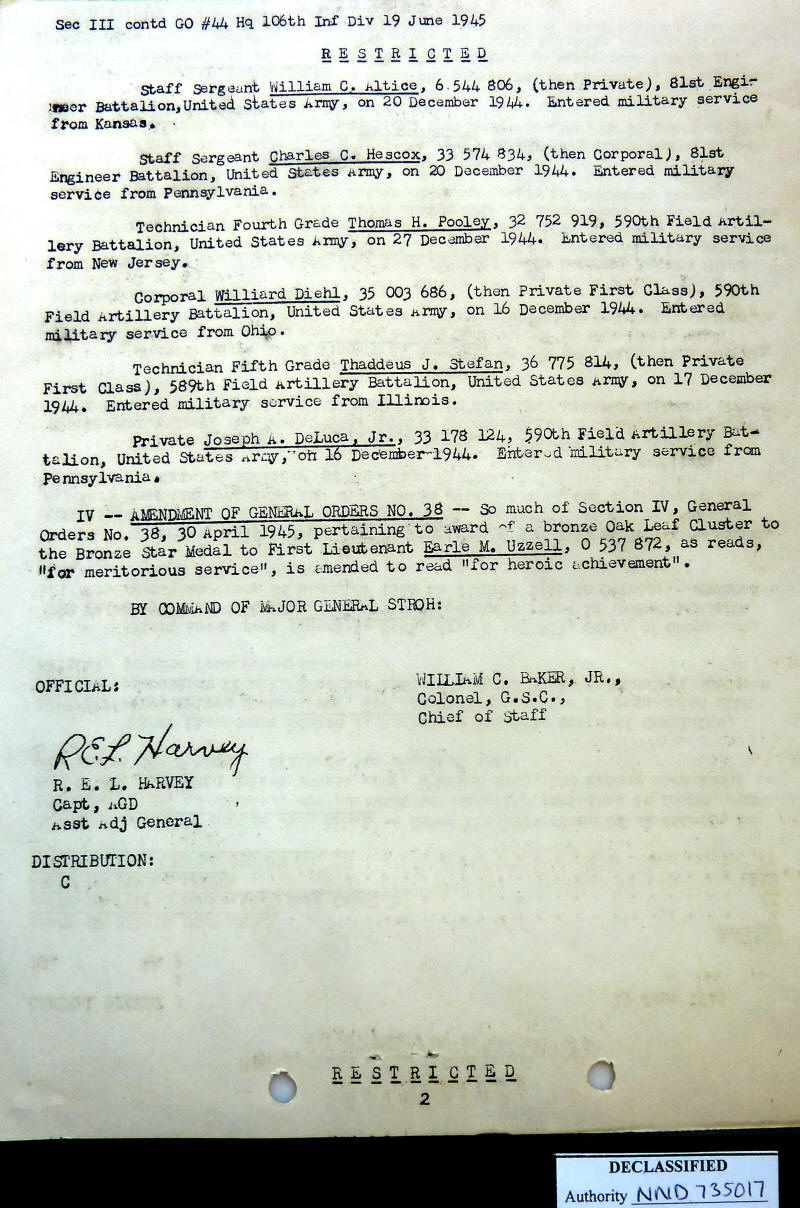 Sec III contd GO #44 Hq 106th Inf Div 19 June 1945
R E S T R I C T E D
Staff Sergeant William C. Altice, 6 544 806, (then Private), 81st Engi-
neer Battalion, United States Army, on 20 December 1944. Entered military service
from Kansas.
Staff Sergeant Charles C. Hescox, 33 574 834, (then Corporal), 81st
Engineer Battalion, United States Army, on 20 December 1944. Entered military
service from Pennsylvania.
Technician Fourth Grade Thomas H. Pooley, 32 752 919, 590th Field Artil-
lery Battalion, United States Army, on 27 December 1944. Entered military service
from New Jersey.
Corporal Williard Diehl, 35 003 686, (then Private First Class), 590th
Field Artillery Battalion, United States Army, on 16 December 1944. Entered
military service from Ohio.
Technician Fifth Grade Thaddeus J. Stefan, 36 775 814, (then Private
First Class), 589th Field Artillery Battalion, United States Army, on 17 December
1944. Entered military service from Illinois.
Private Joseph A. DeLuca, Jr., 33 178 124, 590th Field Artillery Bat-
talion, United States Army, on 16 December 1944. Entered military service from
Pennsylvania.
IV -- AMENDMENT OF GENERAL ORDERS NO. 38 -- So much of Section IV, General
Orders No. 38, 30 April 1945, pertaining to award of a bronze Oak Leaf Cluster to
the Bronze Star Medal to First Lieutenant Earle M. Uzzell, O 537 872, as reads,
"for meritorious service", is amended to read "for heroic achievement".
BY COMMAND OF MAJOR GENERAL STROH:
WILLIAM C. BAKER, JR.,
Colonel, G.S.C.,
Chief of Staff
OFFICIAL:
R.E.L. Harvey
R. E. L. HARVEY
Capt, AGD
Asst Adj General
DISTRIBUTION:
C
R E S T R I C T E D
2
DECLASSIFIED
Authority NND 735017